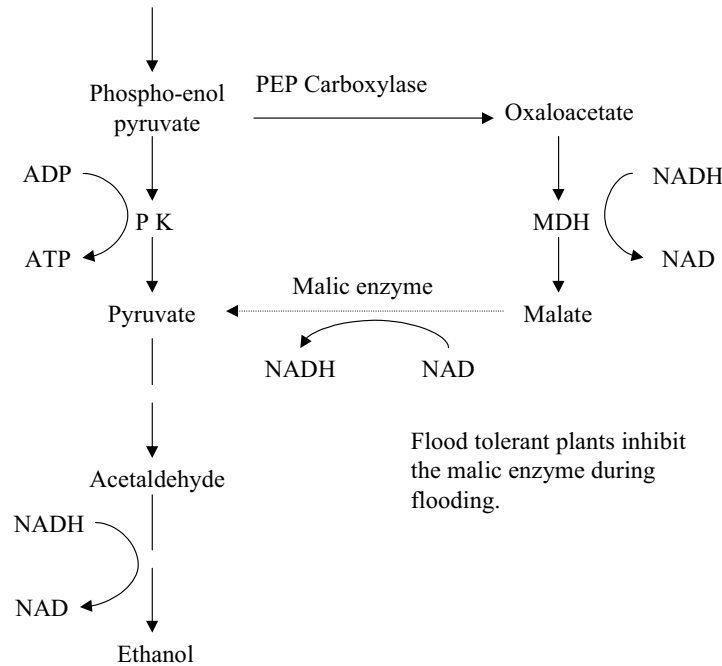 PEP Carboxylase
Phospho-enol
pyruvate
Oxaloacetate
ADP
NADH
P K
MDH
ATP
NAD
Malic enzyme
Pyruvate
Malate
NADH
NAD
Flood tolerant plants inhibit
the malic enzyme during
flooding.
Acetaldehyde
NADH
NAD
Ethanol